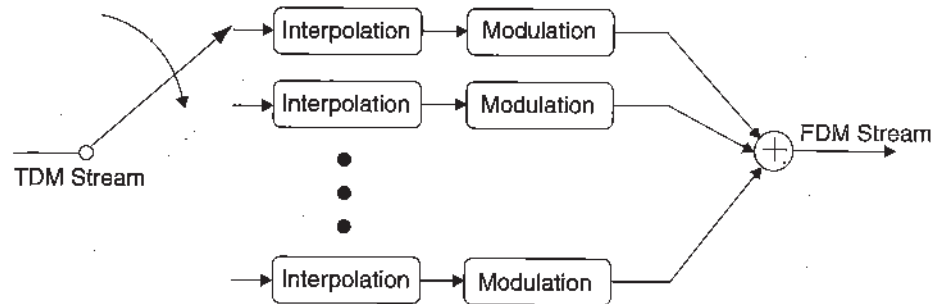 Interpolation Modulation
Interpolation Modulation
FDM Stream
TDM Stream
Interpolation Modulation